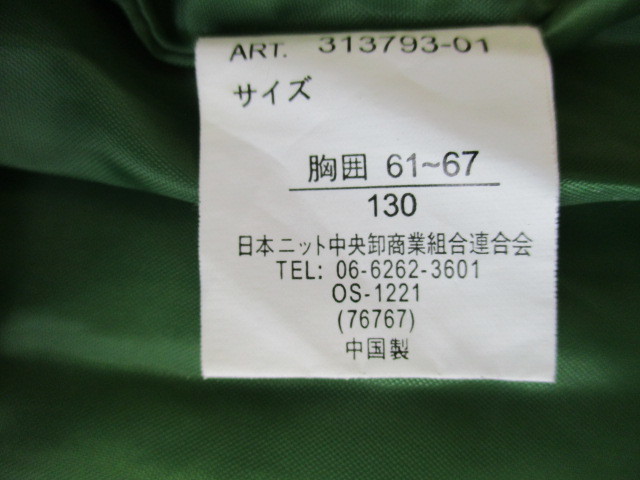 ART. 313793-01
サイズ
胸囲 61~67
130
日本ニット中央卸商業組合連合会
TEL: 06-6262-3601
OS-1221
(76767)
中国製